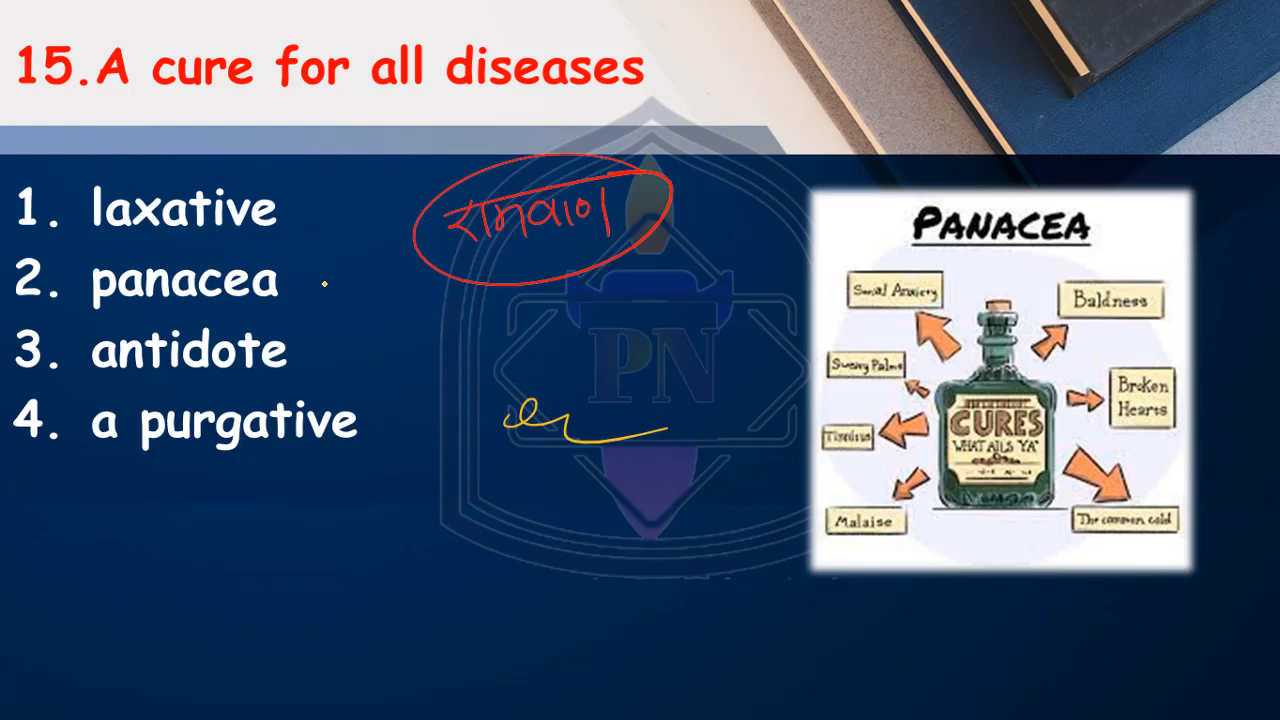 15.A cure for all diseases
1. laxative
2. panacea
3. antidote
4. a purgative
रामवाण
PN
PANACEA
Social Anxiety
Baldness
Sweaty Palms
Broken
Hearts
Tinnitus
CURES
WHAT AILS YA'
Malaise
The common cold